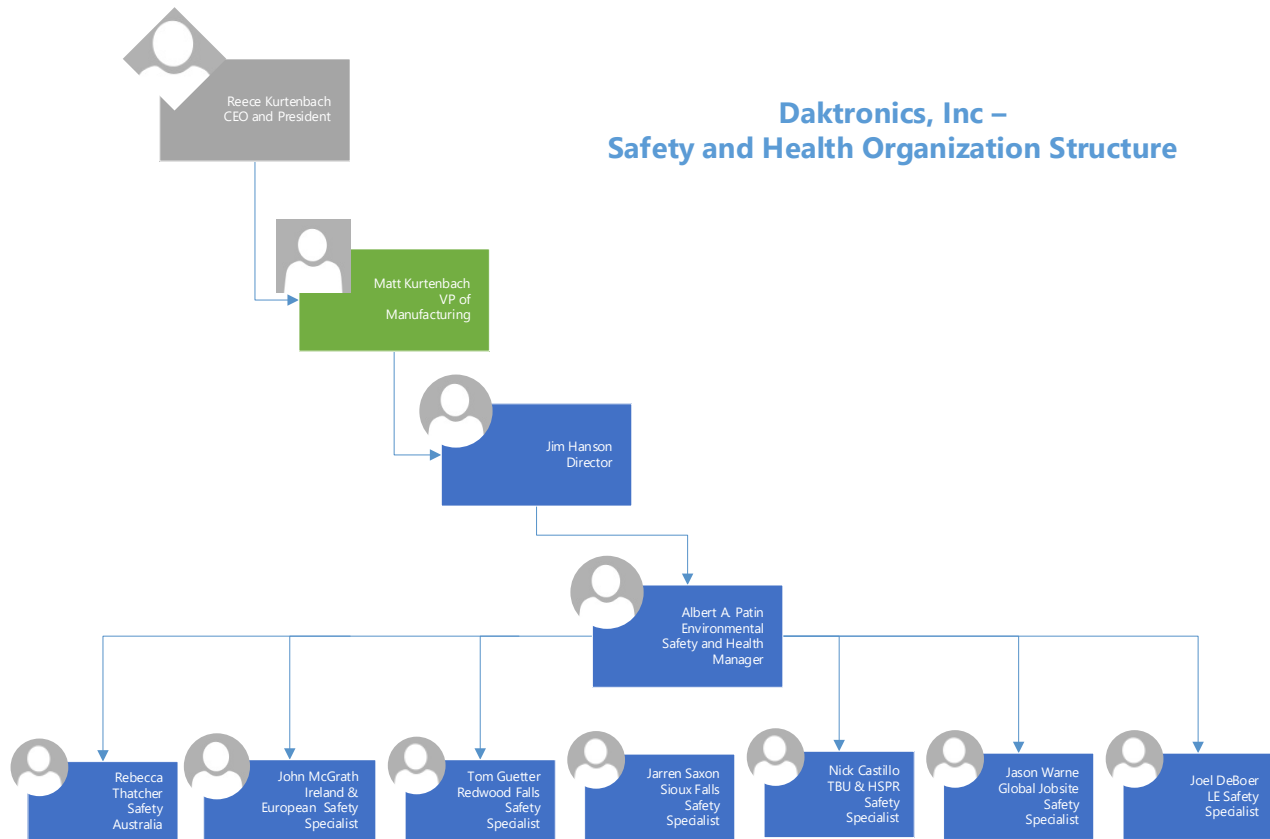 Daktronics, Inc –
Safety and Health Organization Structure
Reece Kurtenbach
CEO and President
Matt Kurtenbach
VP of
Manufacturing
Jim Hanson
Director
Albert A. Patin
Environmental
Safety and Health
Manager
Rebecca
Thatcher
Safety
Australia
John McGrath
Ireland &
European Safety
Specialist
Tom Guetter
Redwood Falls
Safety
Specialist
Jarren Saxon
Sioux Falls
Safety
Specialist
Nick Castillo
TBU & HSPR
Safety
Specialist
Jason Warne
Global Jobsite
Safety
Specialist
Joel DeBoer
LE Safety
Specialist